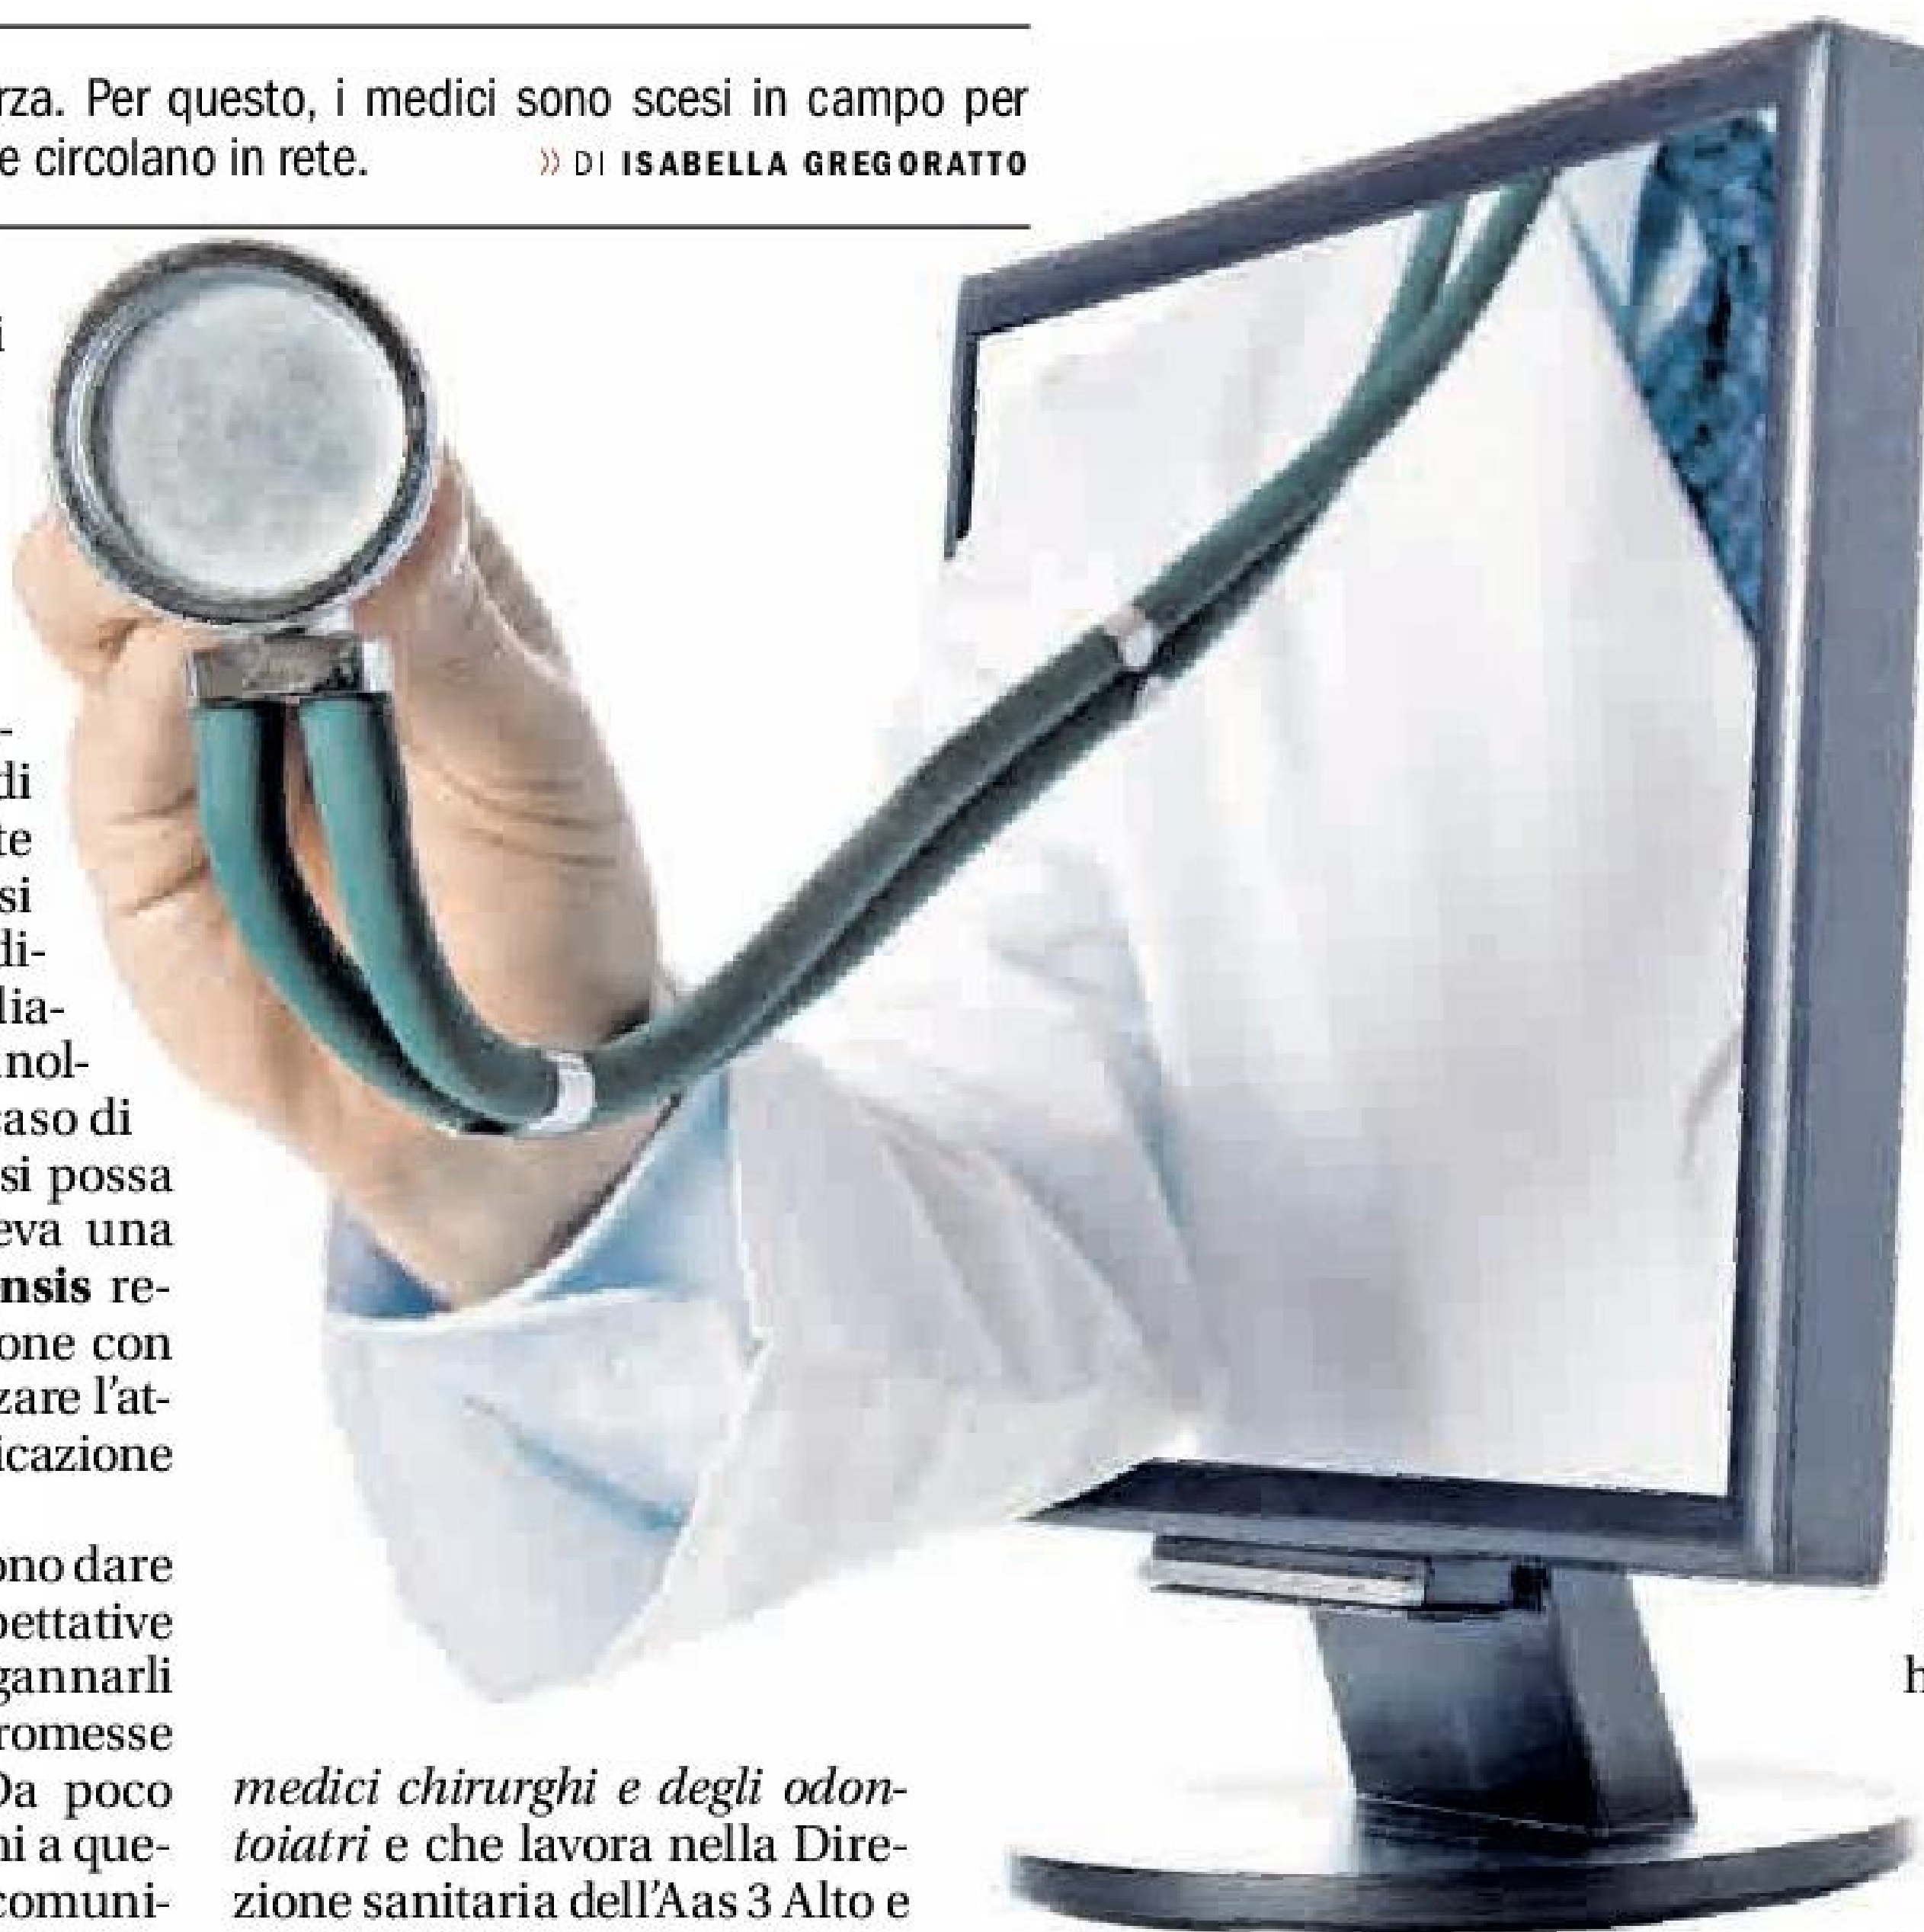 Per questo, i medici sono scesi in campo per
e circolano in rete.
» DI ISABELLA GREGORATTO
i
di
te
si
di-
lia-
nol-
caso di
si possa
eva una
nsis re-
one con
zare l'at-
icazione
ono dare
pettative
gannarli
romesse
Da poco
ni a que-
comuni-
medici chirurghi e degli odon-
toiatri e che lavora nella Dire-
zione sanitaria dell'Aas 3 Alto e
h